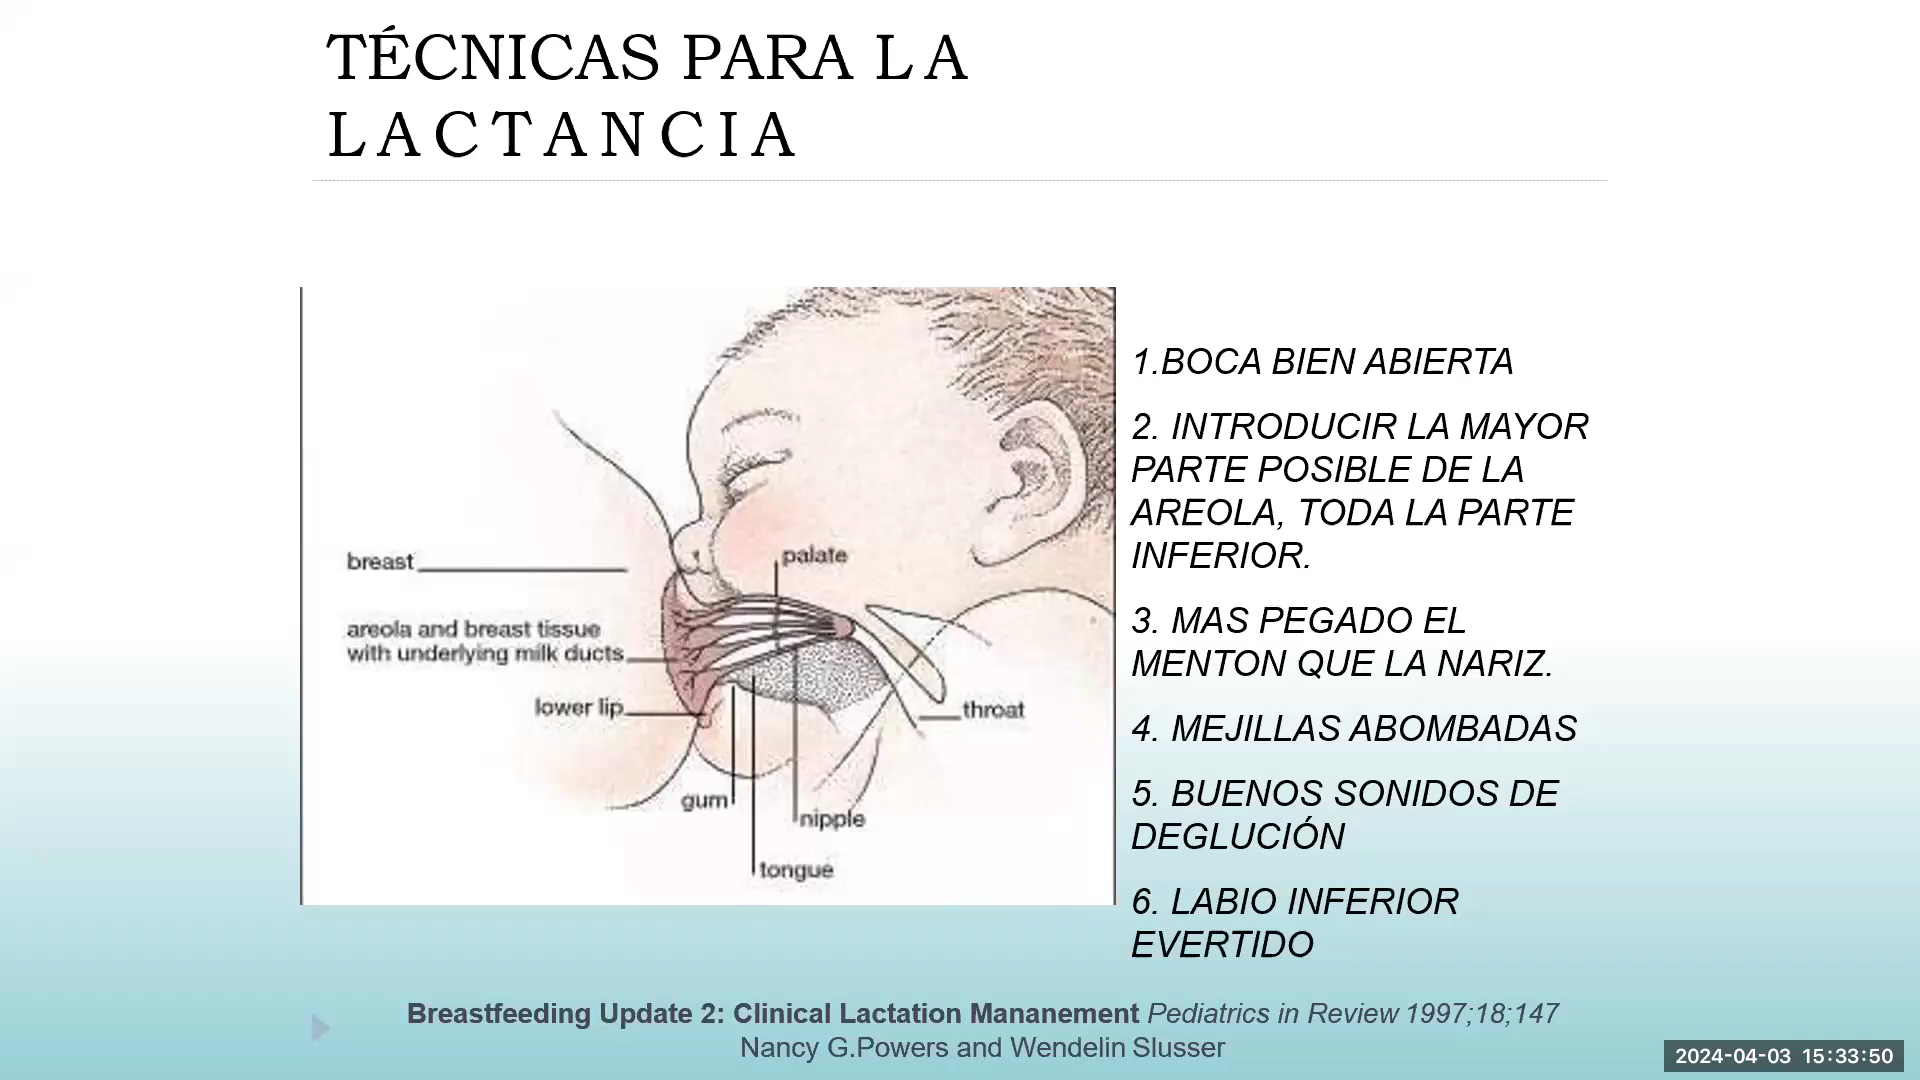 TÉCNICAS PARA LA
LACTANCIA
breast
areola and breast tissue
with underlying milk ducts
lower lip
palate
throat
gum
nipple
tongue
1.BOCA BIEN ABIERTA
2. INTRODUCIR LA MAYOR
PARTE POSIBLE DE LA
AREOLA, TODA LA PARTE
INFERIOR.
3. MAS PEGADO EL
MENTON QUE LA NARIZ.
4. MEJILLAS ABOMBADAS
5. BUENOS SONIDOS DE
DEGLUCIÓN
6. LABIO INFERIOR
EVERTIDO
Breastfeeding Update 2: Clinical Lactation Mananement Pediatrics in Review 1997;18;147
Nancy G.Powers and Wendelin Slusser
2024-04-03 15:33:50